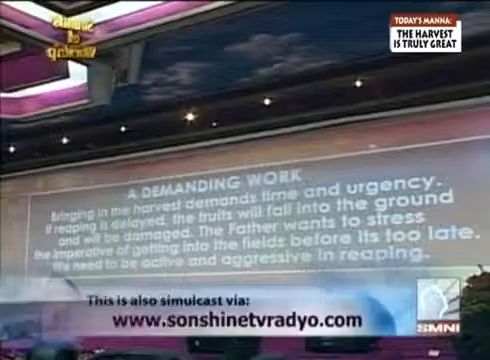 Sounds
of
Worship
TODAY'S MANNA:
THE HARVEST
IS TRULY GREAT
A DEMANDING WORK
Bringing in the harvest demands time and urgency.
If reaping is delayed, the fruits will fall into the ground
and will be damaged. The Father wants to stress
the imperative of getting into the fields before its too late.
We need to be active and aggressive in reaping.
This is also simulcast via:
www.sonshinetvradyo.com
SMNI